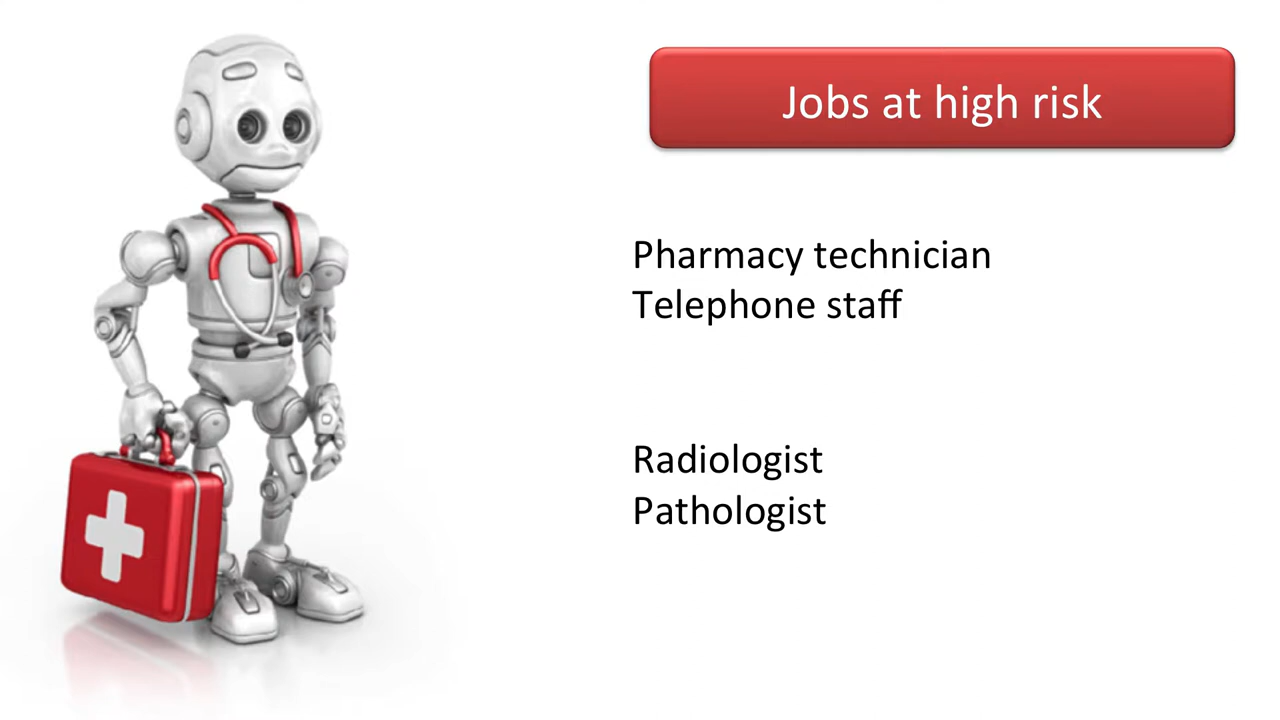 Jobs at high risk
Pharmacy technician
Telephone staff
Radiologist
Pathologist